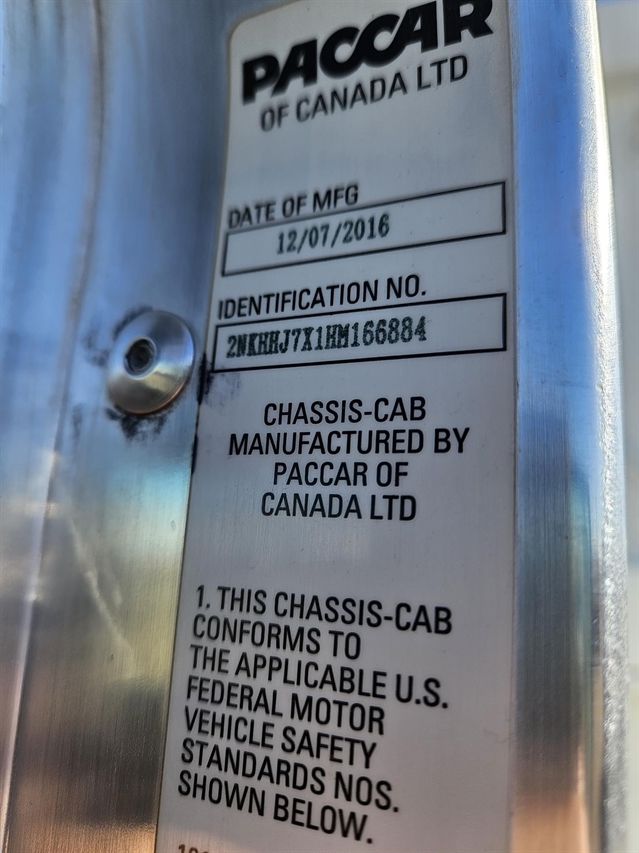 PACCAR
OF CANADA LTD
DATE OF MFG
12/07/2016
IDENTIFICATION NO.
2NKHHJ7X1HM166884
CHASSIS-CAB
MANUFACTURED BY
PACCAR OF
CANADA LTD
1. THIS CHASSIS-CAB
CONFORMS TO
THE APPLICABLE U.S.
FEDERAL MOTOR
VEHICLE SAFETY
STANDARDS NOS.
SHOWN BELOW.